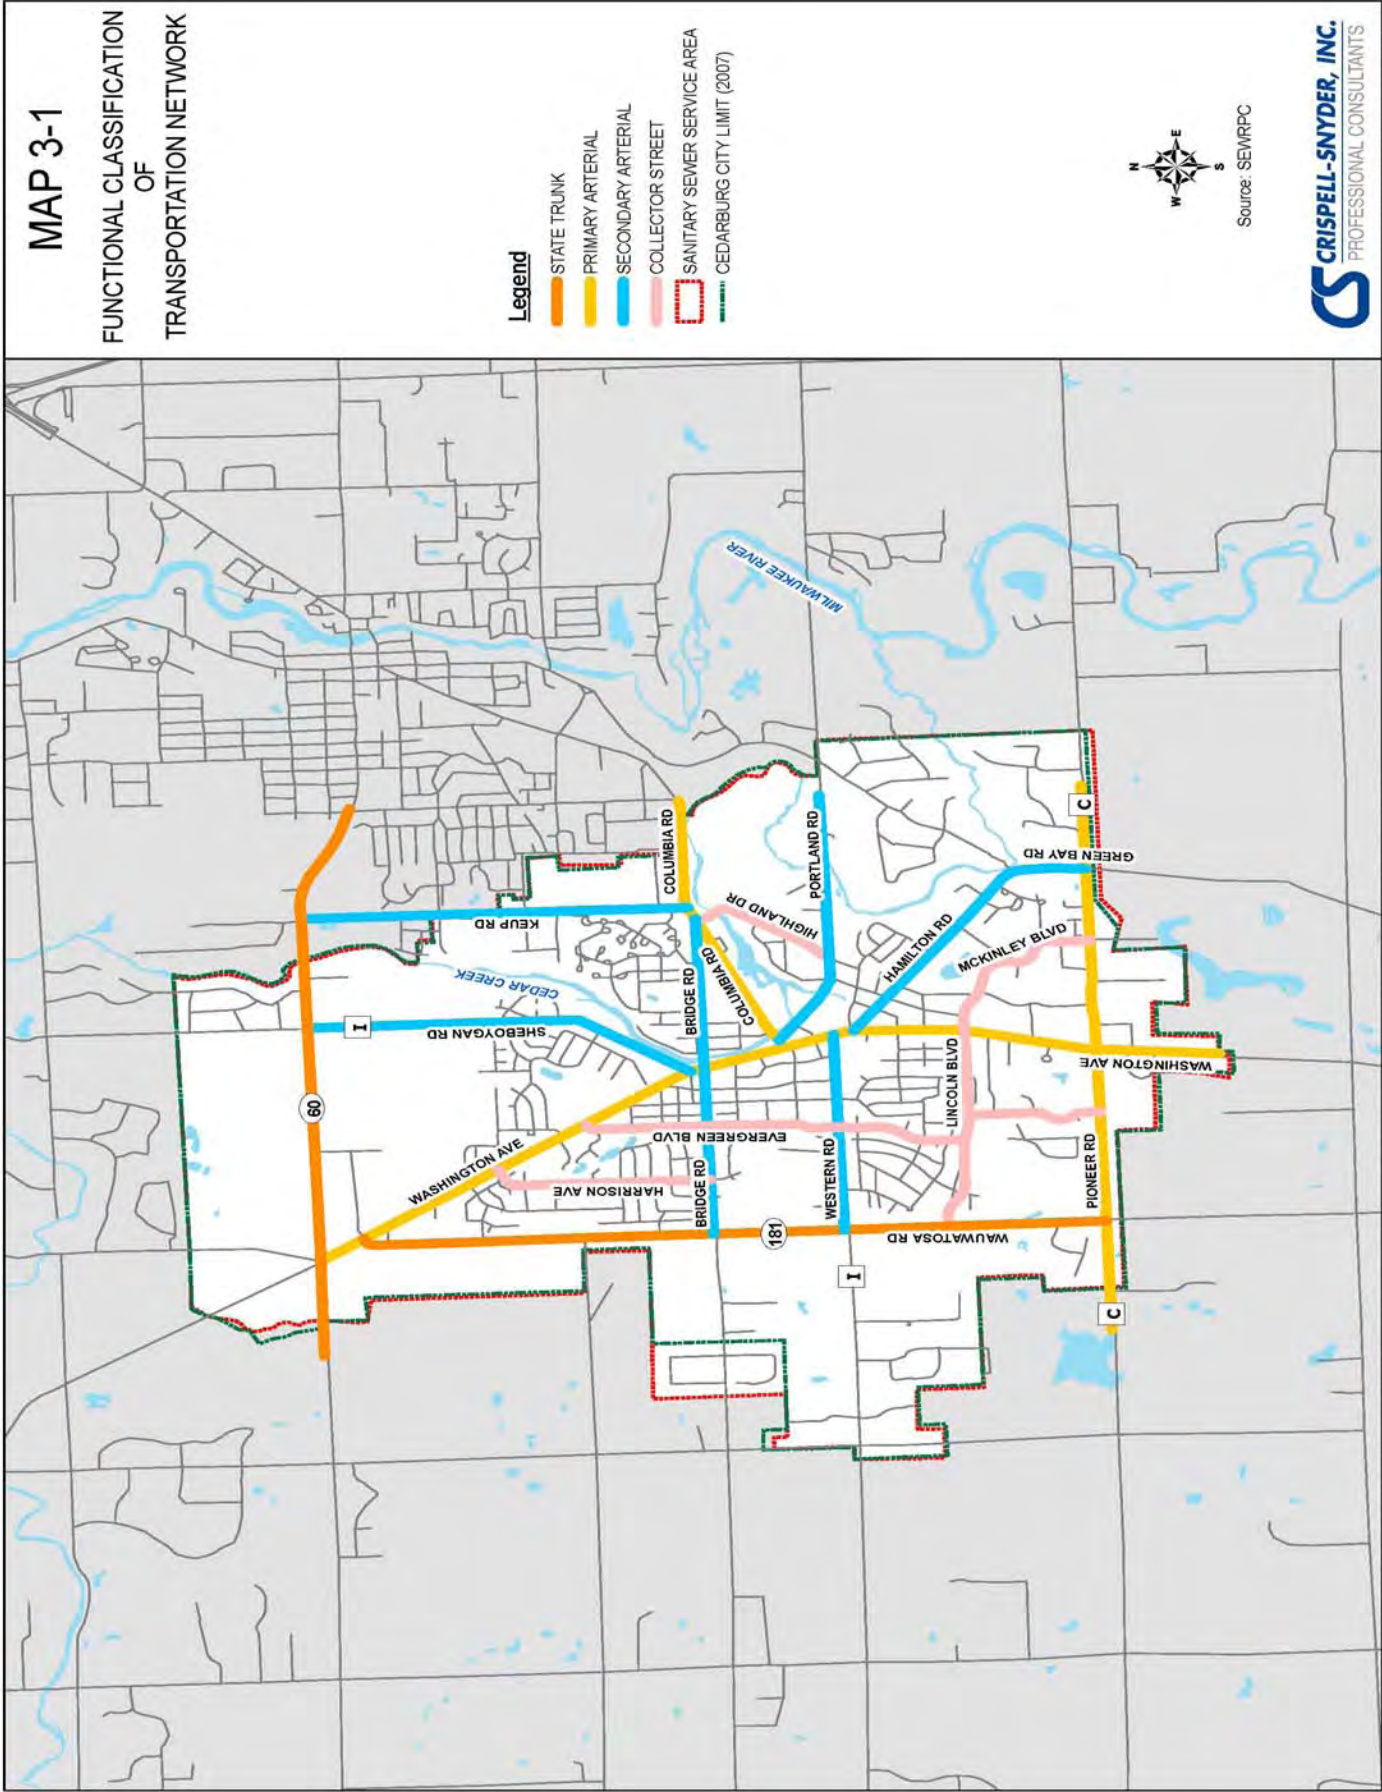 MAP 3-1
FUNCTIONAL CLASSIFICATION
OF
TRANSPORTATION NETWORK
Legend
STATE TRUNK
PRIMARY ARTERIAL
SECONDARY ARTERIAL
COLLECTOR STREET
SANITARY SEWER SERVICE AREA
CEDARBURG CITY LIMIT (2007)
N
W E
S
Source: SEWRPC
CS CRISPELL-SNYDER, INC.
PROFESSIONAL CONSULTANTS
60
I
WASHINGTON AVE
SHEBOYGAN RD
KEUP RD
CEDAR CREEK
HARRISON AVE
EVERGREEN BLVD
BRIDGE RD
BRIDGE RD
COLUMBIA RD
COLUMBIA RD
HIGHLAND DR
MILWAUKEE RIVER
181
WESTERN RD
PORTLAND RD
I
WAUWATOSA RD
LINCOLN BLVD
HAMILTON RD
MCKINLEY BLVD
PIONEER RD
WASHINGTON AVE
GREEN BAY RD
C
C